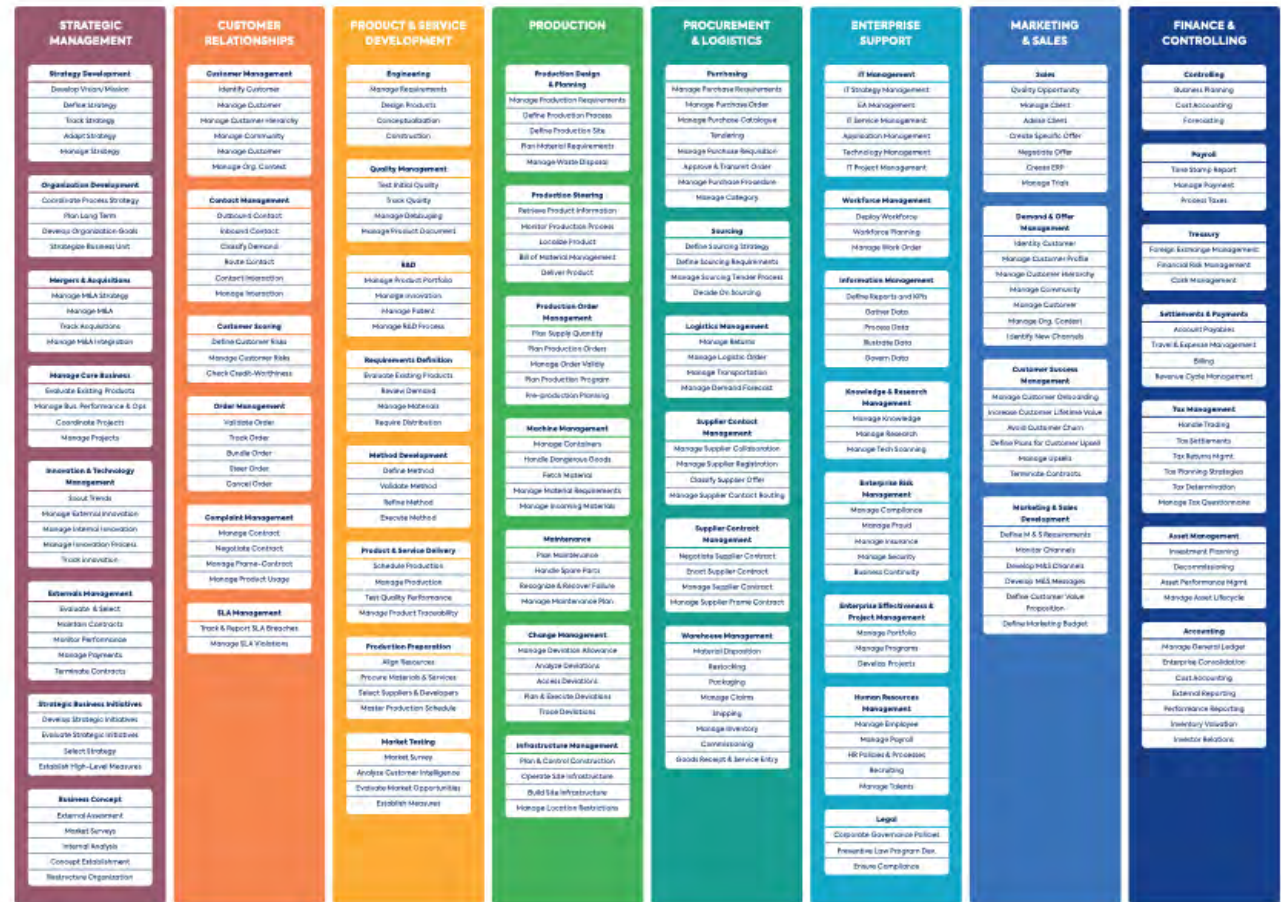 STRATEGIC
MANAGEMENT
Strategy Development
Develop Vision/Mission
Define Strategy
Track Strategy
Adapt Strategy
Manage Strategy
Organization Development
Coordinate Process Strategy
Plan Long Term
Develop Organization Goals
Strategize Business Unit
Mergers & Acquisitions
Manage M&A Strategy
Manage M&A
Track Acquisitions
Manage M&A Integration
Manage Core Business
Evaluate Existing Products
Manage Bus. Performance & Ops
Coordinate Projects
Manage Projects
Innovation & Technology
Management
Scout Trends
Manage External Innovation
Manage Internal Innovation
Manage Innovation Process
Track Innovation
Externals Management
Evaluate & Select
Maintain Contracts
Monitor Performance
Manage Payments
Terminate Contracts
Strategic Business Initiatives
Develop Strategic Initiatives
Evaluate Strategic Initiatives
Select Strategy
Establish High-Level Measures
Business Concept
External Assesment
Market Surveys
Internal Analysis
Concept Establishment
Restructure Organization
CUSTOMER
RELATIONSHIPS
Customer Management
Identify Customer
Manage Customer
Manage Customer Hierarchy
Manage Community
Manage Customer
Manage Org. Context
Contact Management
Outbound Contact
Inbound Contact
Classify Demand
Route Contact
Contact Interaction
Manage Interaction
Customer Scoring
Define Customer Risks
Manage Customer Risks
Check Credit-Worthiness
Order Management
Validate Order
Track Order
Bundle Order
Steer Order
Cancel Order
Complaint Management
Manage Contract
Negotiate Contract
Manage Frame-Contract
Manage Product Usage
SLA Management
Track & Report SLA Breaches
Manage SLA Violations
PRODUCT & SERVICE
DEVELOPMENT
Engineering
Manage Requirements
Design Products
Conceptualization
Construction
Quality Management
Test Initial Quality
Track Quality
Manage Debuging
Manage Product Document
R&D
Manage Product Portfolio
Manage Innovation
Manage Patient
Manage R&D Process
Requirements Definition
Evaluate Existing Products
Review Demand
Manage Materials
Require Distribution
Method Development
Define Method
Validate Method
Refine Method
Execute Method
Product & Service Delivery
Schedule Production
Manage Production
Test Quality Performance
Manage Product Traceability
Production Preparation
Align Resources
Procure Materials & Services
Select Suppliers & Developers
Master Production Schedule
Market Testing
Market Survey
Analyze Customer Intelligence
Evaluate Market Opportunities
Establish Measures
PRODUCTION
Production Design
& Planning
Manage Production Requirements
Define Production Process
Define Production Site
Plan Material Requirements
Manage Waste Disposal
Production Steering
Retrieve Product Information
Monitor Production Process
Localize Product
Bill of Material Management
Deliver Product
Production Order
Management
Plan Supply Quantity
Plan Production Orders
Manage Order Validly
Plan Production Program
Pre-production Planning
Machine Management
Manage Containers
Handle Dangerous Goods
Fetch Material
Manage Material Requirements
Manage Incoming Materials
Maintenance
Plan Maintenance
Handle Spare Parts
Recognize & Recover Failure
Manage Maintenance Plan
Change Management
Manage Deviation Allowance
Analyze Deviations
Access Deviations
Plan & Execute Deviations
Trace Deviations
Infrastructure Management
Plan & Control Construction
Operate Site Infrastructure
Build Site Infrastructure
Manage Location Restrictions
PROCUREMENT
& LOGISTICS
Purchasing
Manage Purchase Requirements
Manage Purchase Order
Manage Purchase Catalogue
Tendering
Manage Purchase Requisition
Approve & Transmit Order
Manage Purchase Procedure
Manage Category
Sourcing
Define Sourcing Strategy
Define Sourcing Requirements
Manage Sourcing Tender Process
Decide On Sourcing
Logistics Management
Manage Returns
Manage Logistic Order
Manage Transportation
Manage Demand Forecast
Supplier Contact
Management
Manage Supplier Collaboration
Manage Supplier Registration
Classify Supplier Offer
Manage Supplier Contact Routing
Supplier Contract
Management
Negotiate Supplier Contract
Enact Supplier Contract
Manage Supplier Contract
Manage Supplier Frame Contract
Warehouse Management
Material Disposition
Restocking
Packaging
Manage Claims
Shipping
Manage Inventory
Commissioning
Goods Receipt & Service Entry
ENTERPRISE
SUPPORT
IT Management
IT Strategy Management
EA Management
IT Service Management
Application Management
Technology Management
IT Project Management
Workforce Management
Deploy Workforce
Workforce Planning
Manage Work Order
Information Management
Define Reports and KPIs
Gather Data
Process Data
Illustrate Data
Govern Data
Knowledge & Research
Management
Manage Knowledge
Manage Research
Manage Tech Scanning
Enterprise Risk
Management
Manage Compliance
Manage Fraud
Manage Insurance
Manage Security
Business Continuity
Enterprise Effectiveness &
Project Management
Manage Portfolio
Manage Programs
Develop Projects
Human Resources
Management
Manage Employee
Manage Payroll
HR Policies & Processes
Recruiting
Manage Talents
Legal
Corporate Governance Policies
Preventive Law Program Dev.
Ensure Compliance
MARKETING
& SALES
Sales
Quality Opportunity
Manage Client
Advise Client
Create Specific Offer
Negotiate Offer
Create ERP
Manage Trials
Demand & Offer
Management
Identity Customer
Manage Customer Profile
Manage Customer Hierarchy
Manage Community
Manage Customer
Manage Org. Context
Identify New Channels
Customer Success
Management
Manage Customer Onboarding
Increase Customer Lifetime Value
Avoid Customer Churn
Define Plans for Customer Upsell
Manage Upsells
Terminate Contracts
Marketing & Sales
Development
Define M & S Requirements
Monitor Channels
Develop M&S Channels
Develop M&S Messages
Define Customer Value
Proposition
Define Marketing Budget
FINANCE &
CONTROLLING
Controlling
Business Planning
Cost Accounting
Forecasting
Payroll
Time Stamp Report
Manage Payment
Process Taxes
Treasury
Foreign Exchange Management
Financial Risk Management
Cash Management
Settlements & Payments
Account Payables
Travel & Expense Management
Billing
Revenue Cycle Management
Tax Management
Handle Trading
Tax Settlements
Tax Returns Mgmt.
Tax Planning Strategies
Tax Determination
Manage Tax Questionnaire
Asset Management
Investment Planning
Decommissioning
Asset Performance Mgmt
Manage Asset Lifecycle
Accounting
Manage General Ledger
Enterprise Consolidation
Cost Accounting
External Reporting
Performance Reporting
Inventory Valuation
Investor Relations